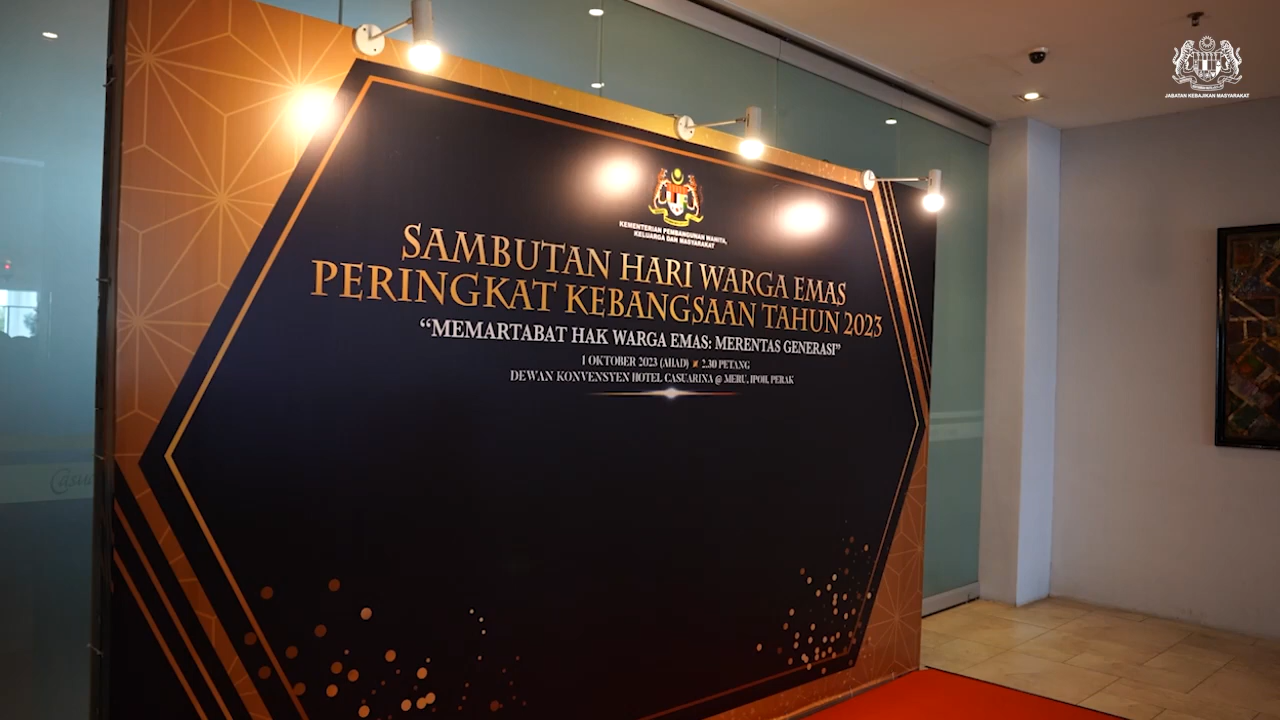 JABATAN KEBAJIKAN MASYARAKAT
KEMENTERIAN PEMBANGUNAN WANITA,
KELUARGA DAN MASYARAKAT
SAMBUTAN HARI WARGA EMAS
PERINGKAT KEBANGSAAN TAHUN 2023
“MEMARTABAT HAK WARGA EMAS: MERENTAS GENERASI”
1 OKTOBER 2023 (AHAD) 2.30 PETANG
DEWAN KONVENSYEN HOTEL CASUARINA @ MERU, IPOH, PERAK